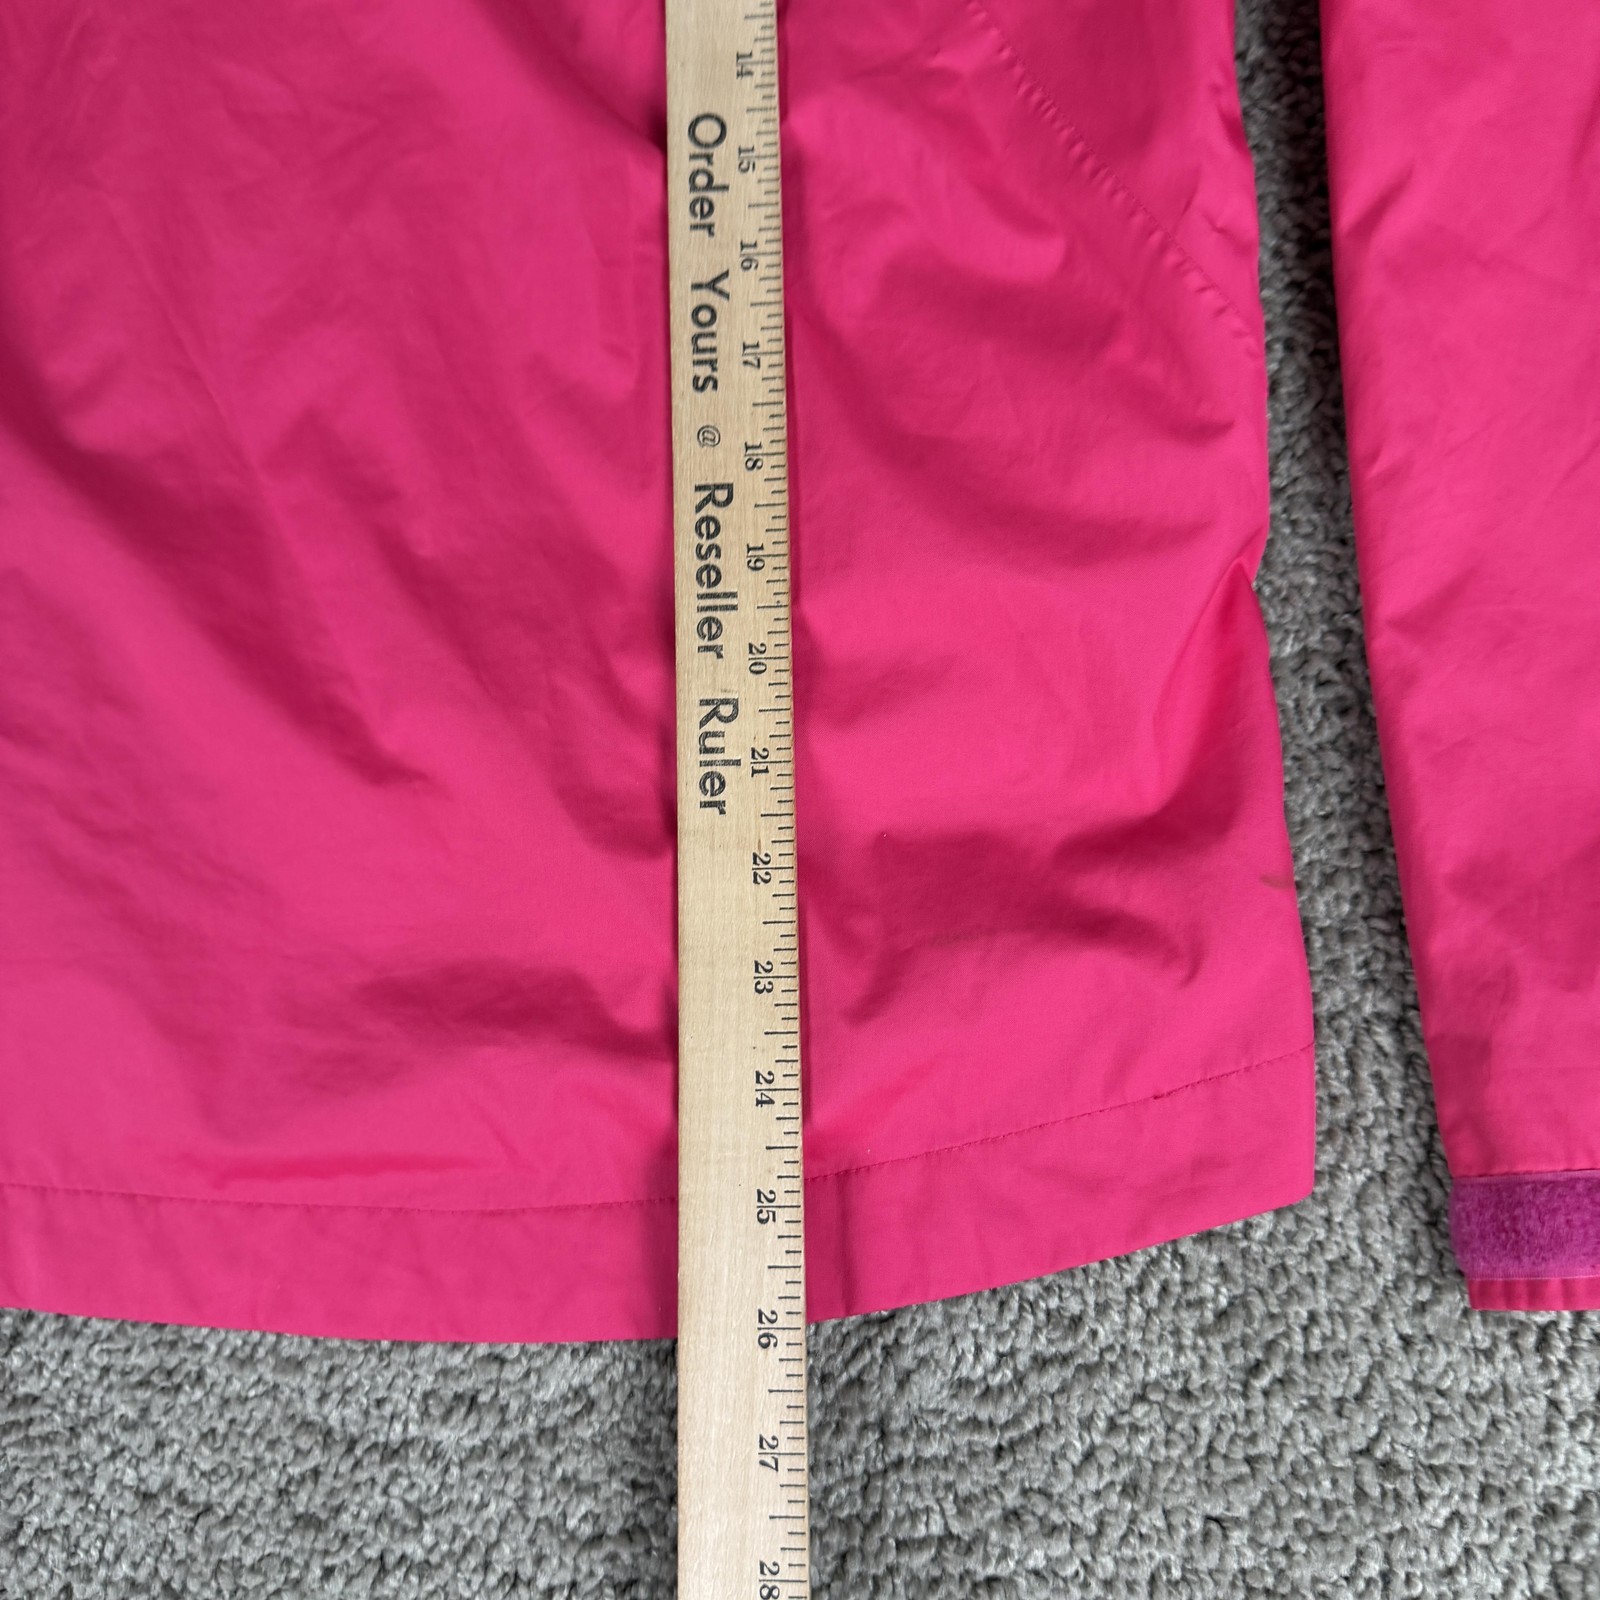 Order Yours @ Reseller Ruler
14 15 16 17 18 19 20 21 22 23 24 25 26 27 28